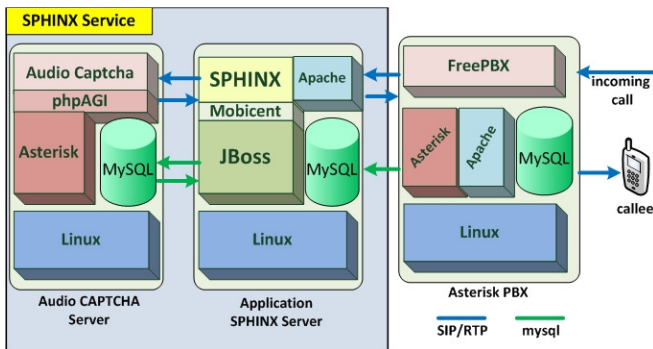 SPHINX Service
Audio Captcha
phpAGI
Asterisk
MySQL
Linux
Audio CAPTCHA
Server
SPHINX
Apache
Mobicent
JBoss
MySQL
Linux
Application
SPHINX Server
FreePBX
Asterisk
Apache
MySQL
Linux
Asterisk PBX
incoming
call
callee
SIP/RTP
mysql